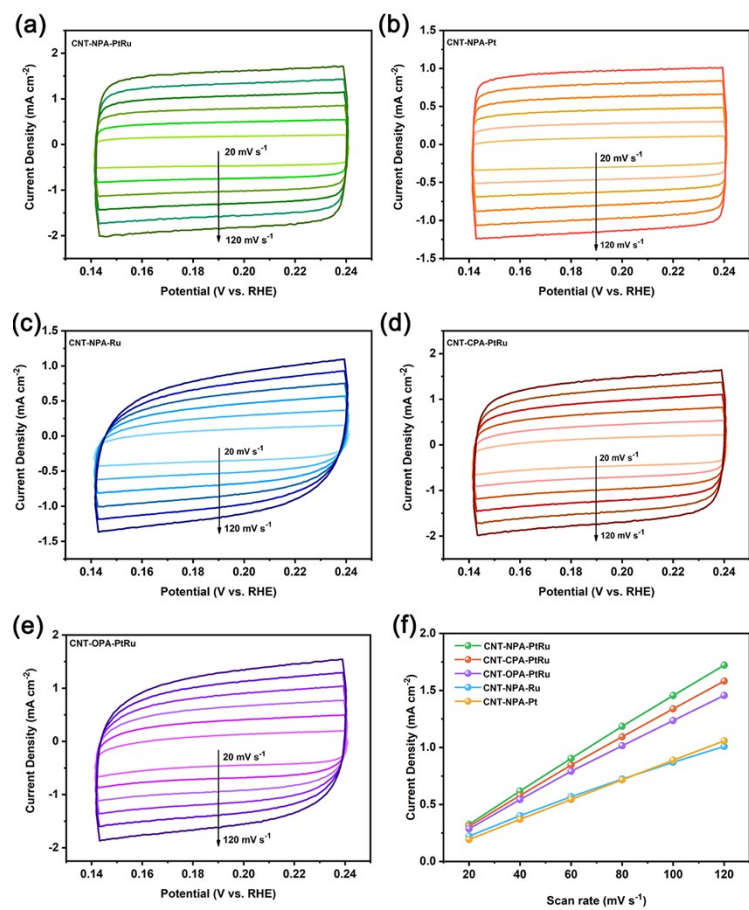 (a)
CNT-NPA-PtRu
Current Density (mA cm⁻²)
2
1
0
-1
-2
20 mV s⁻¹
120 mV s⁻¹
0.14 0.16 0.18 0.20 0.22 0.24
Potential (V vs. RHE)
(b)
CNT-NPA-Pt
Current Density (mA cm⁻²)
1.5
1.0
0.5
0.0
-0.5
-1.0
-1.5
20 mV s⁻¹
120 mV s⁻¹
0.14 0.16 0.18 0.20 0.22 0.24
Potential (V vs. RHE)
(c)
CNT-NPA-Ru
Current Density (mA cm⁻²)
1.5
1.0
0.5
0.0
-0.5
-1.0
-1.5
20 mV s⁻¹
120 mV s⁻¹
0.14 0.16 0.18 0.20 0.22 0.24
Potential (V vs. RHE)
(d)
CNT-CPA-PtRu
Current Density (mA cm⁻²)
2
1
0
-1
-2
20 mV s⁻¹
120 mV s⁻¹
0.14 0.16 0.18 0.20 0.22 0.24
Potential (V vs. RHE)
(e)
CNT-OPA-PtRu
Current Density (mA cm⁻²)
2
1
0
-1
-2
20 mV s⁻¹
120 mV s⁻¹
0.14 0.16 0.18 0.20 0.22 0.24
Potential (V vs. RHE)
(f)
Current Density (mA cm⁻²)
2.0
1.5
1.0
0.5
0.0
CNT-NPA-PtRu
CNT-CPA-PtRu
CNT-OPA-PtRu
CNT-NPA-Ru
CNT-NPA-Pt
20 40 60 80 100 120
Scan rate (mV s⁻¹)